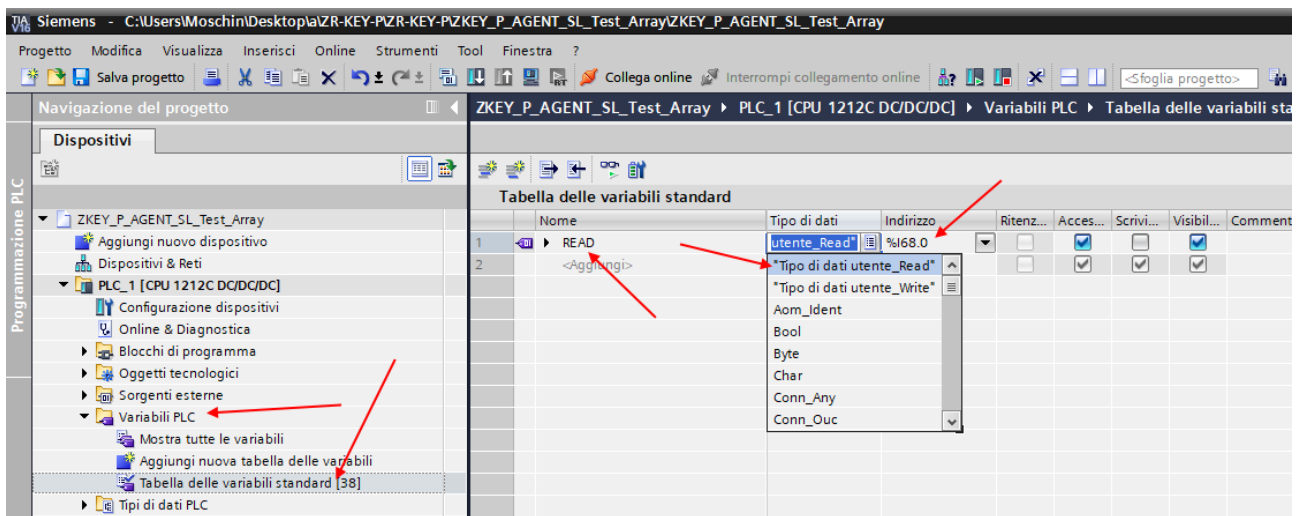 TIA V16 Siemens - C:\Users\Moschin\Desktop\a\ZR-KEY-P\ZR-KEY-P\ZKEY_P_AGENT_SL_Test_Array\ZKEY_P_AGENT_SL_Test_Array
Progetto Modifica Visualizza Inserisci Online Strumenti Tool Finestra ?
Salva progetto Collega online Interrompi collegamento online <Sfoglia progetto>
Navigazione del progetto
ZKEY_P_AGENT_SL_Test_Array PLC_1 [CPU 1212C DC/DC/DC] Variabili PLC Tabella delle variabili sta
Dispositivi
Programmazione PLC
ZKEY_P_AGENT_SL_Test_Array
Aggiungi nuovo dispositivo
Dispositivi & Reti
PLC_1 [CPU 1212C DC/DC/DC]
Configurazione dispositivi
Online & Diagnostica
Blocchi di programma
Oggetti tecnologici
Sorgenti esterne
Variabili PLC
Mostra tutte le variabili
Aggiungi nuova tabella delle variabili
Tabella delle variabili standard [38]
Tipi di dati PLC
Tabella delle variabili standard
Nome Tipo di dati Indirizzo Ritenz... Acces... Scrivi... Visibil... Comment
1 READ utente_Read" %I68.0
2 <Aggiungi>
"Tipo di dati utente_Read"
"Tipo di dati utente_Write"
Aom_Ident
Bool
Byte
Char
Conn_Any
Conn_Ouc